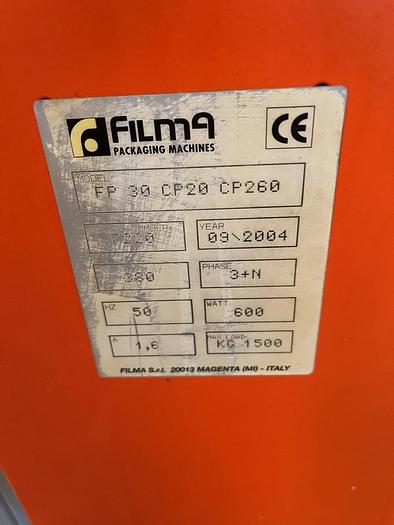 FILMA
PACKAGING MACHINES
CE
MODEL
FP 30 CP20 CP260
YEAR
09\2004
380
PHASE
3+N
HZ
50
WATT
600
A
1,6
MAX LOAD
KG 1500
FILMA S.r.l. 20013 MAGENTA (MI) - ITALY